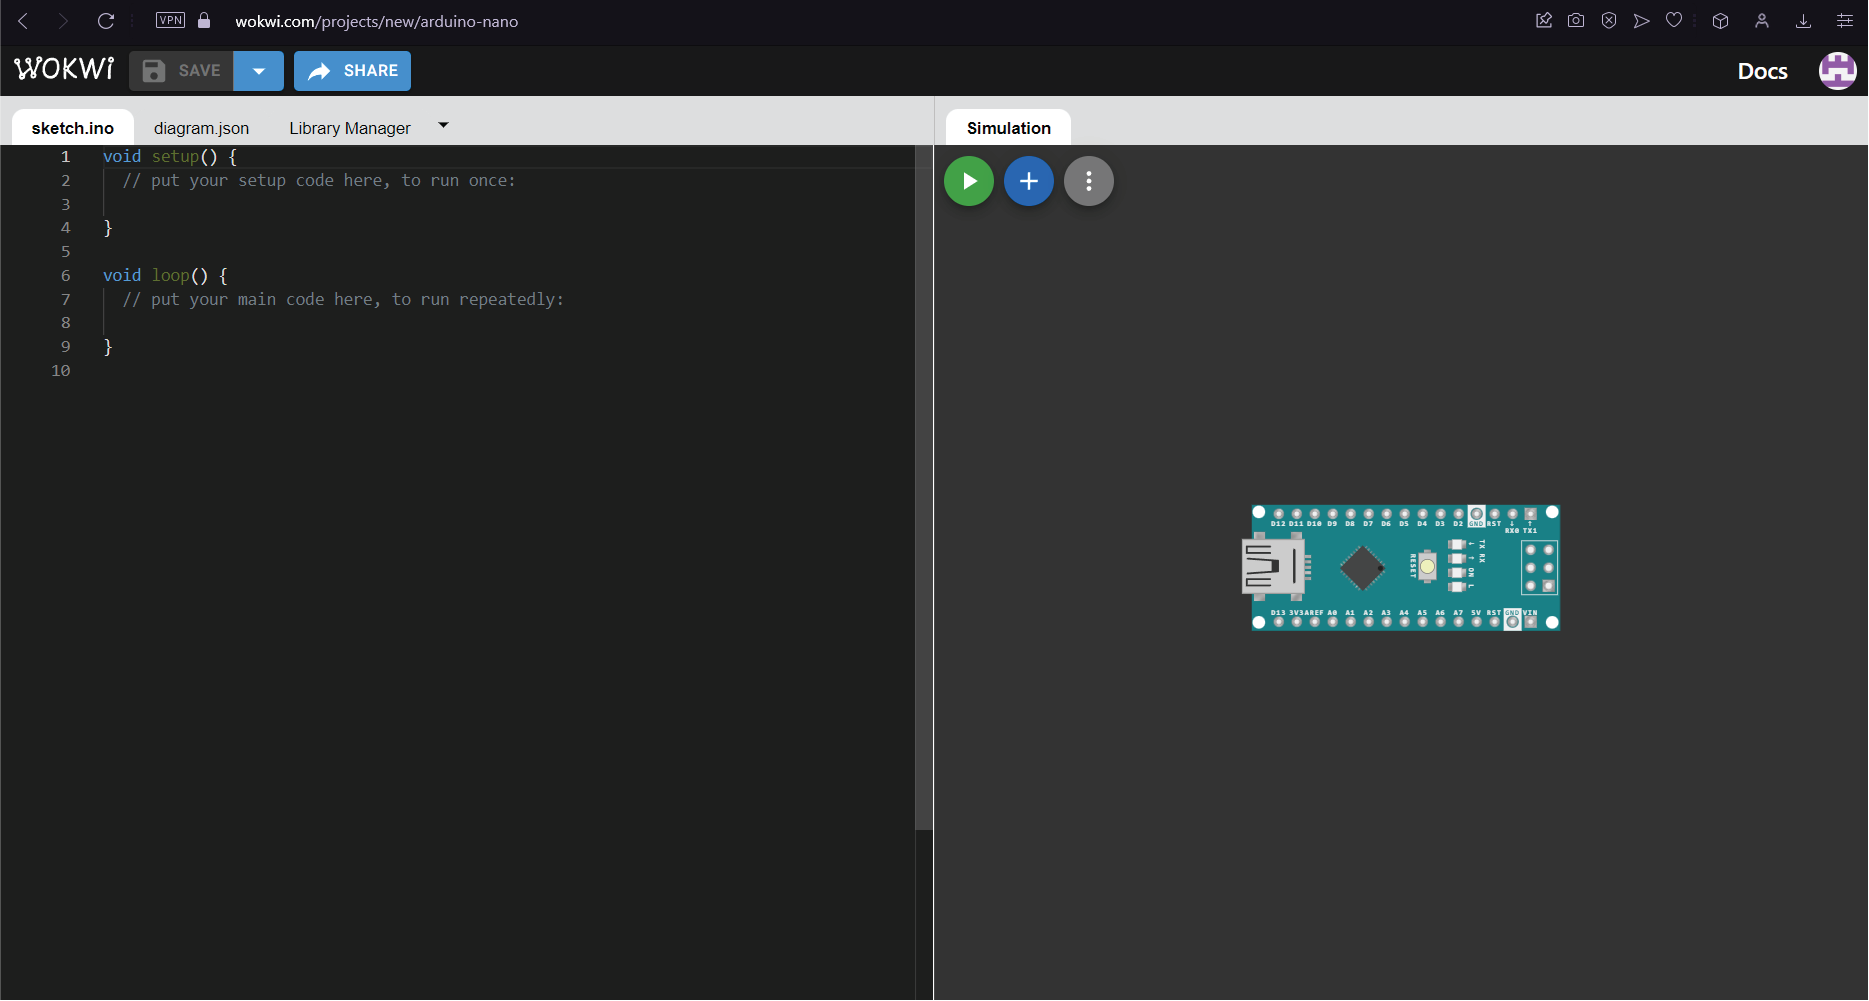 VPN wokwi.com/projects/new/arduino-nano
WOKWI SAVE SHARE Docs
sketch.ino diagram.json Library Manager Simulation
1 void setup() {
2 // put your setup code here, to run once:
3
4 }
5
6 void loop() {
7 // put your main code here, to run repeatedly:
8
9 }
10
D12 D11 D10 D9 D8 D7 D6 D5 D4 D3 D2 GND RST ↓ ↑
RX0 TX1
RESET
TX RX
ON L
D13 3V3 AREF A0 A1 A2 A3 A4 A5 A6 A7 5V RST GND VIN